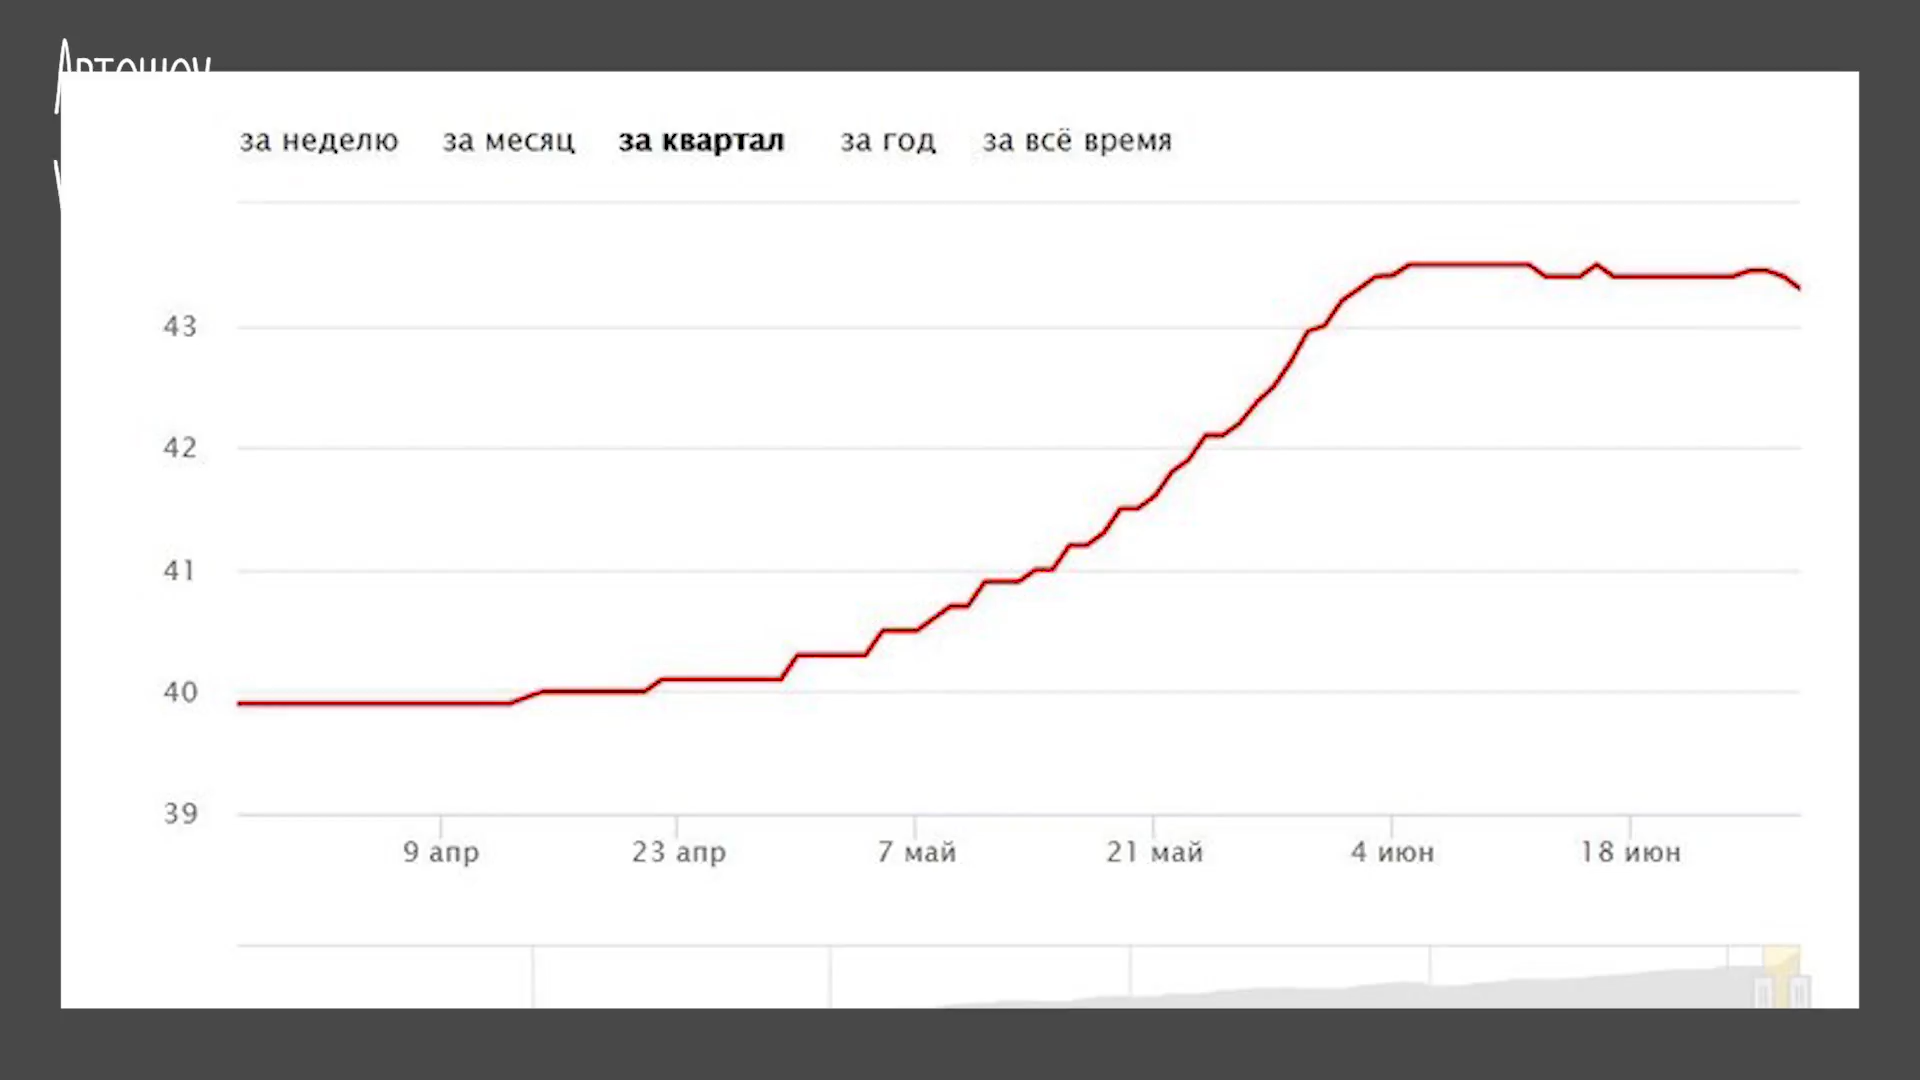 за неделю за месяц за квартал за год за всё время
43
42
41
40
39
9 апр 23 апр 7 май 21 май 4 июн 18 июн